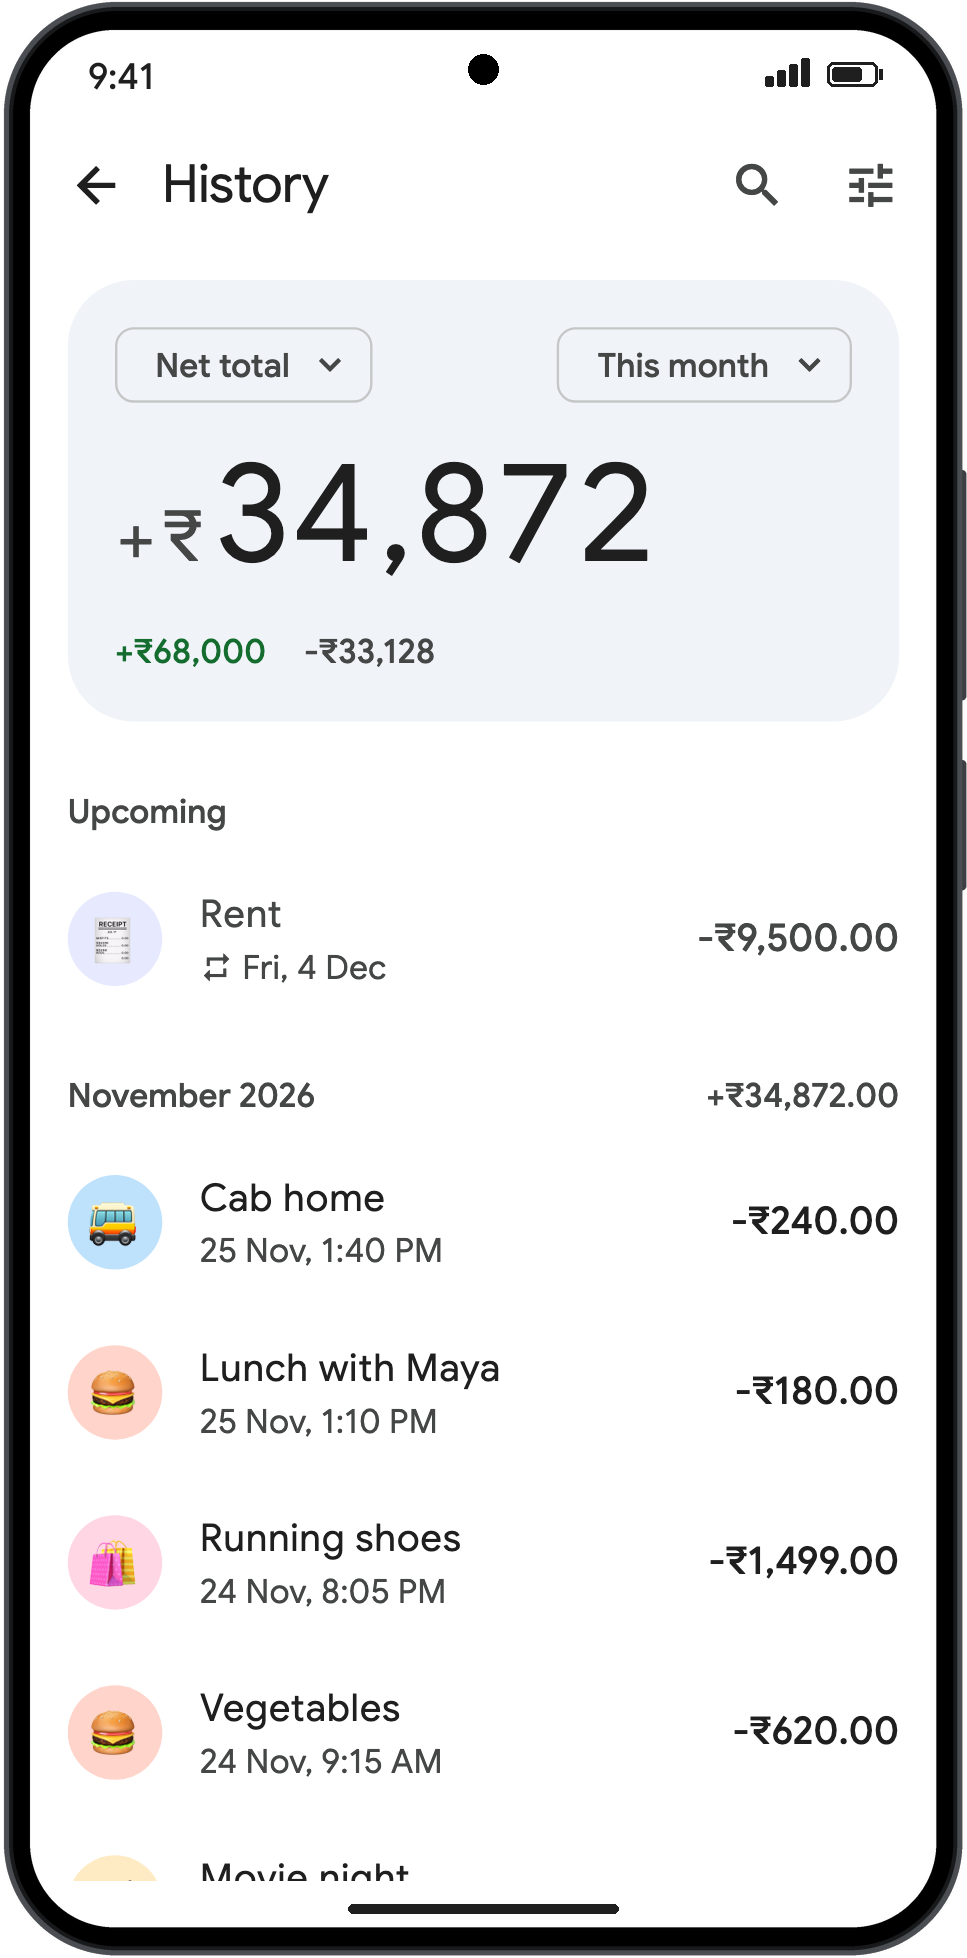 9:41
History
Net total
This month
+₹34,872
+₹68,000 -₹33,128
Upcoming
RECEIPT
Rent
-₹9,500.00
Fri, 4 Dec
November 2026 +₹34,872.00
Cab home
-₹240.00
25 Nov, 1:40 PM
Lunch with Maya
-₹180.00
25 Nov, 1:10 PM
Running shoes
-₹1,499.00
24 Nov, 8:05 PM
Vegetables
-₹620.00
24 Nov, 9:15 AM
Movie night